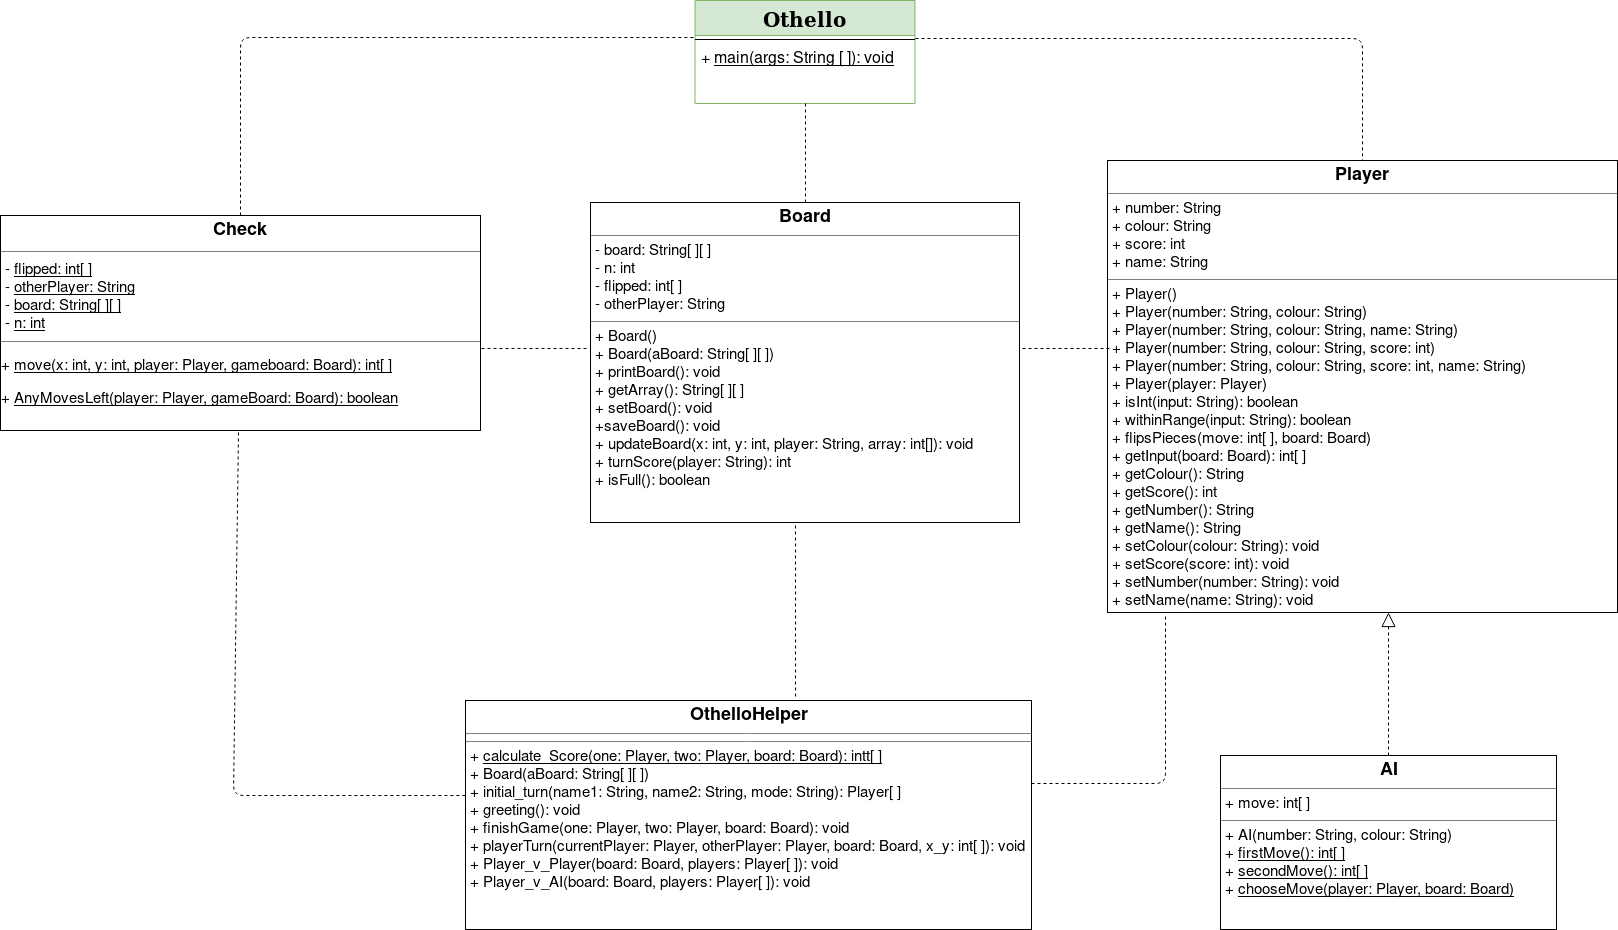 Othello
+ main(args: String [ ]): void
Check
- flipped: int[ ]
- otherPlayer: String
- board: String[ ][ ]
- n: int
+ move(x: int, y: int, player: Player, gameboard: Board): int[ ]
+ AnyMovesLeft(player: Player, gameBoard: Board): boolean
Board
- board: String[ ][ ]
- n: int
- flipped: int[ ]
- otherPlayer: String
+ Board()
+ Board(aBoard: String[ ][ ])
+ printBoard(): void
+ getArray(): String[ ][ ]
+ setBoard(): void
+saveBoard(): void
+ updateBoard(x: int, y: int, player: String, array: int[]): void
+ turnScore(player: String): int
+ isFull(): boolean
Player
+ number: String
+ colour: String
+ score: int
+ name: String
+ Player()
+ Player(number: String, colour: String)
+ Player(number: String, colour: String, name: String)
+ Player(number: String, colour: String, score: int)
+ Player(number: String, colour: String, score: int, name: String)
+ Player(player: Player)
+ isInt(input: String): boolean
+ withinRange(input: String): boolean
+ flipsPieces(move: int[ ], board: Board)
+ getInput(board: Board): int[ ]
+ getColour(): String
+ getScore(): int
+ getNumber(): String
+ getName(): String
+ setColour(colour: String): void
+ setScore(score: int): void
+ setNumber(number: String): void
+ setName(name: String): void
OthelloHelper
+ calculate_Score(one: Player, two: Player, board: Board): intt[ ]
+ Board(aBoard: String[ ][ ])
+ initial_turn(name1: String, name2: String, mode: String): Player[ ]
+ greeting(): void
+ finishGame(one: Player, two: Player, board: Board): void
+ playerTurn(currentPlayer: Player, otherPlayer: Player, board: Board, x_y: int[ ]): void
+ Player_v_Player(board: Board, players: Player[ ]): void
+ Player_v_AI(board: Board, players: Player[ ]): void
AI
+ move: int[ ]
+ AI(number: String, colour: String)
+ firstMove(): int[ ]
+ secondMove(): int[ ]
+ chooseMove(player: Player, board: Board)